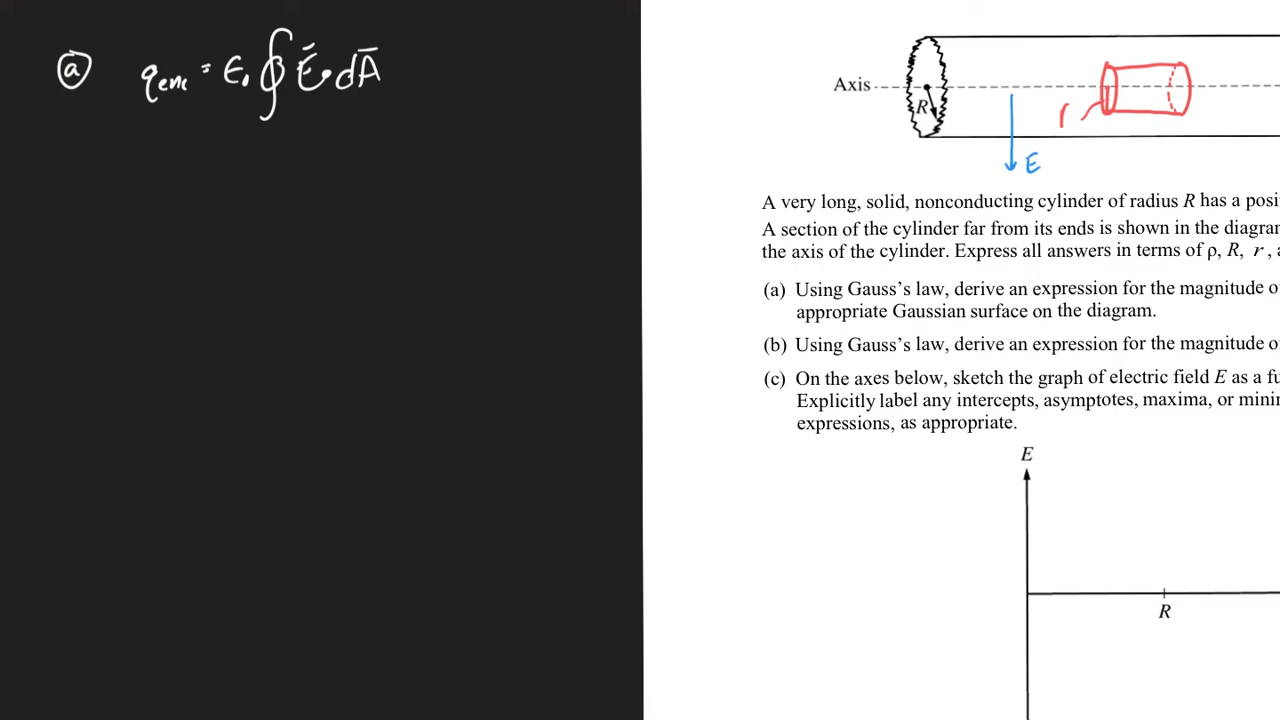 ⓐ q_enc = ε₀ ∮ E̅ • dA̅
Axis
R
r
E
A very long, solid, nonconducting cylinder of radius R has a posi
A section of the cylinder far from its ends is shown in the diagra
the axis of the cylinder. Express all answers in terms of ρ, R, r ,
(a) Using Gauss's law, derive an expression for the magnitude o
appropriate Gaussian surface on the diagram.
(b) Using Gauss's law, derive an expression for the magnitude o
(c) On the axes below, sketch the graph of electric field E as a fu
Explicitly label any intercepts, asymptotes, maxima, or mini
expressions, as appropriate.
E
R